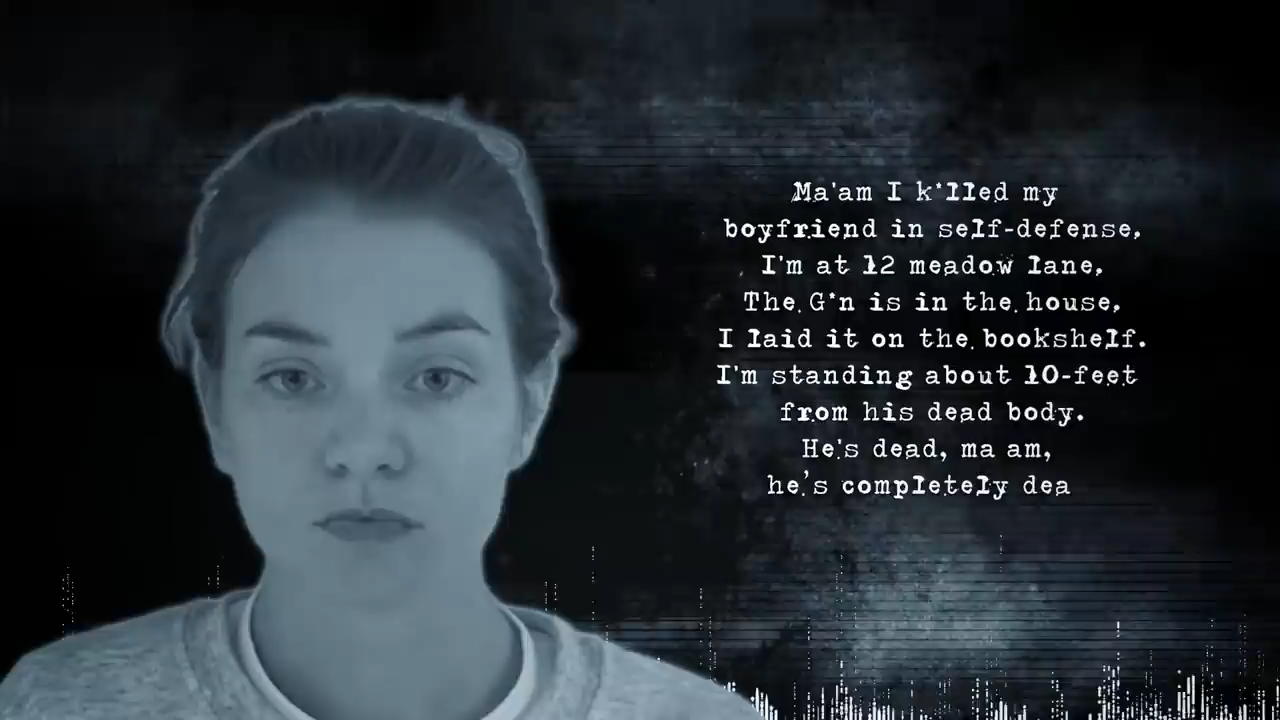 Ma'am I k*lled my
boyfriend in self-defense,
I'm at 12 meadow lane,
The G*n is in the house,
I laid it on the bookshelf.
I'm standing about 10-feet
from his dead body.
He's dead, ma am,
he's completely dea